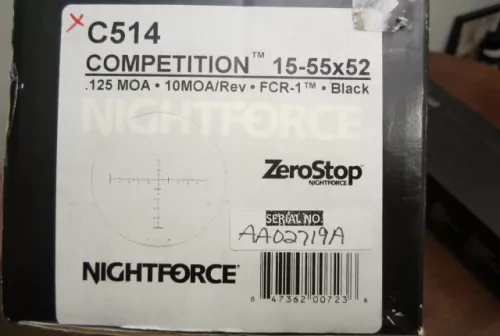 C514
COMPETITION™ 15-55x52
.125 MOA • 10MOA/Rev • FCR-1™ • Black
NIGHTFORCE
ZeroStop™
NIGHTFORCE
SERIAL NO.
AA02719A
NIGHTFORCE
8 47362 00723 6